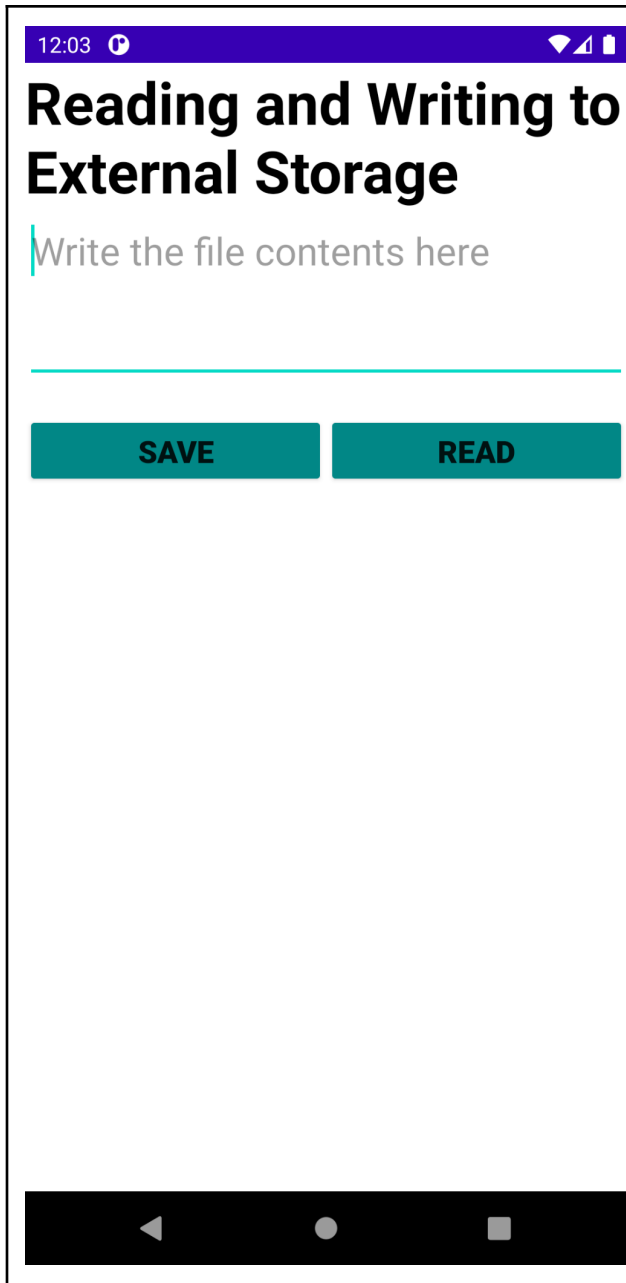 12:03
Reading and Writing to
External Storage
Write the file contents here
SAVE READ